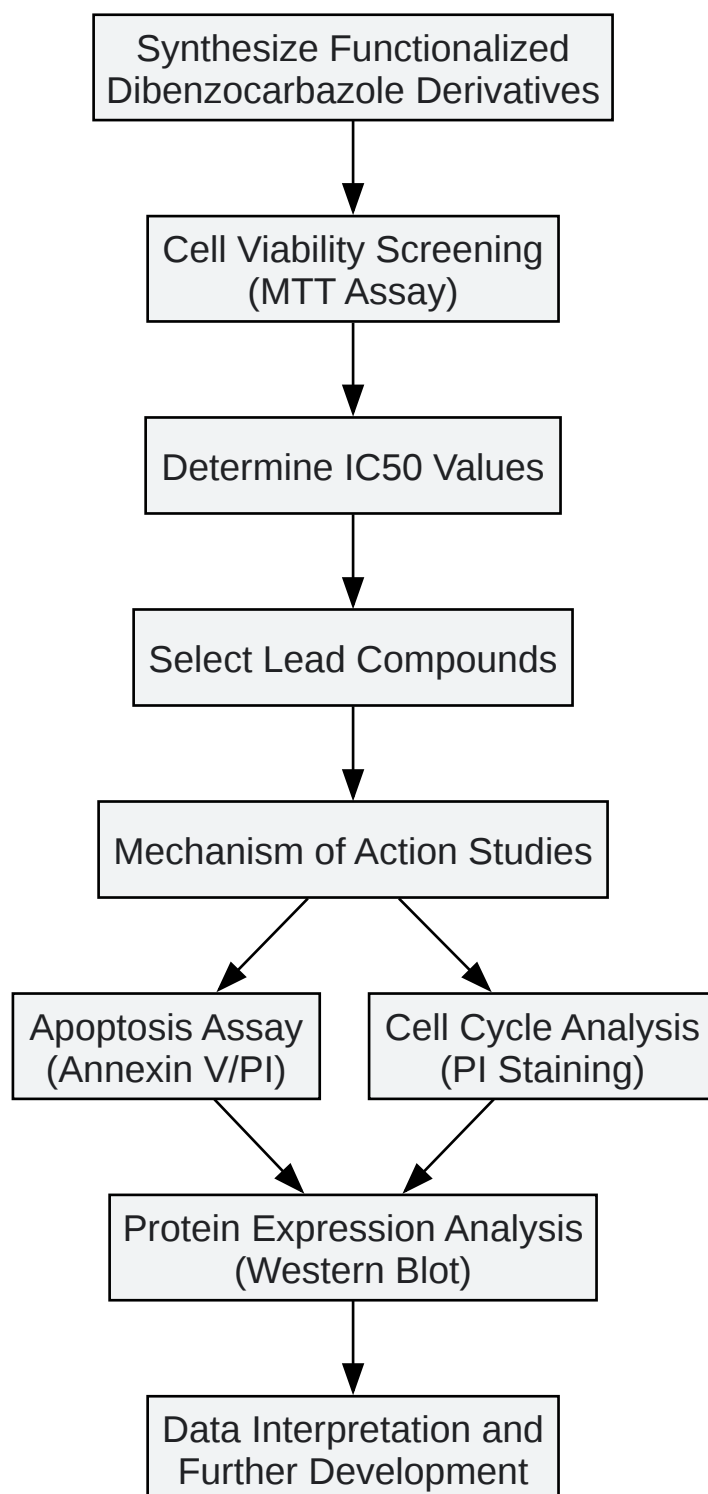 Synthesize Functionalized
Dibenzocarbazole Derivatives
Cell Viability Screening
(MTT Assay)
Determine IC50 Values
Select Lead Compounds
Mechanism of Action Studies
Apoptosis Assay
(Annexin V/PI)
Cell Cycle Analysis
(PI Staining)
Protein Expression Analysis
(Western Blot)
Data Interpretation and
Further Development